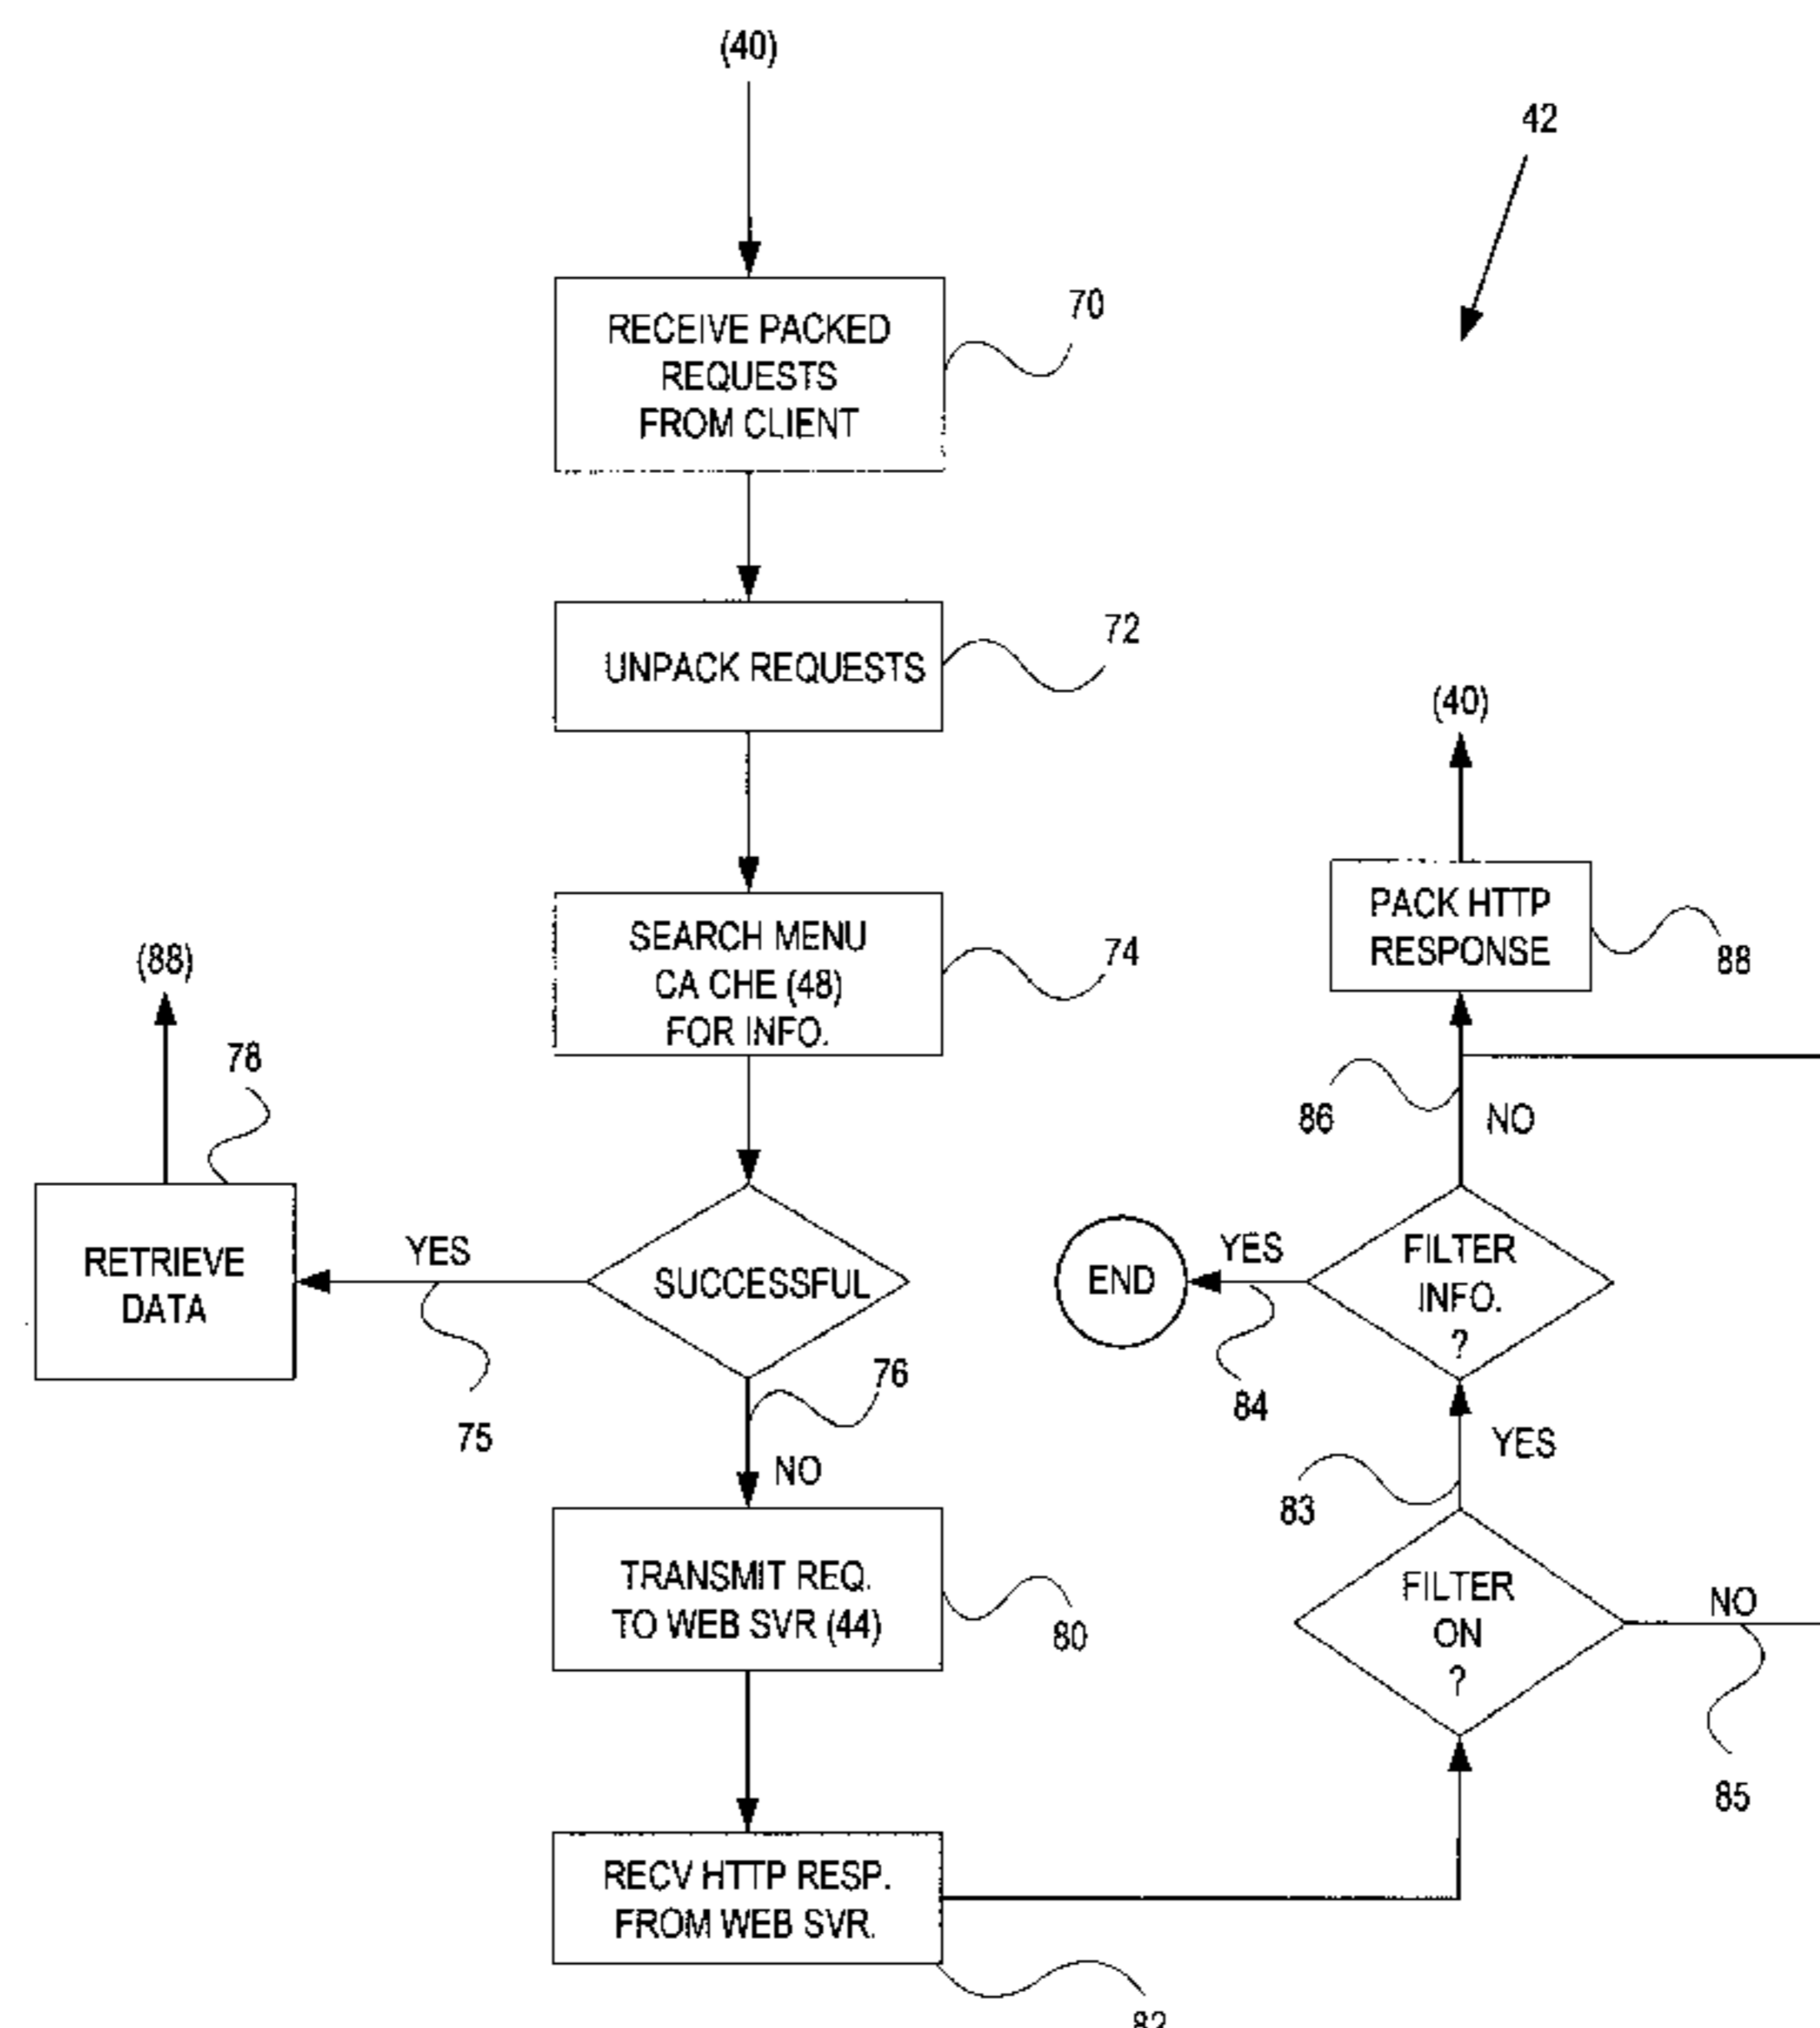 (40)
42
RECEIVE PACKED
REQUESTS
FROM CLIENT
70
UNPACK REQUESTS
72
SEARCH MENU
CA CHE (48)
FOR INFO.
74
(88)
78
RETRIEVE
DATA
YES
75
SUCCESSFUL
76
NO
TRANSMIT REQ.
TO WEB SVR (44)
80
RECV HTTP RESP.
FROM WEB SVR.
82
(40)
PACK HTTP
RESPONSE
88
86
NO
END
YES
84
FILTER
INFO.
?
YES
83
FILTER
ON
?
NO
85